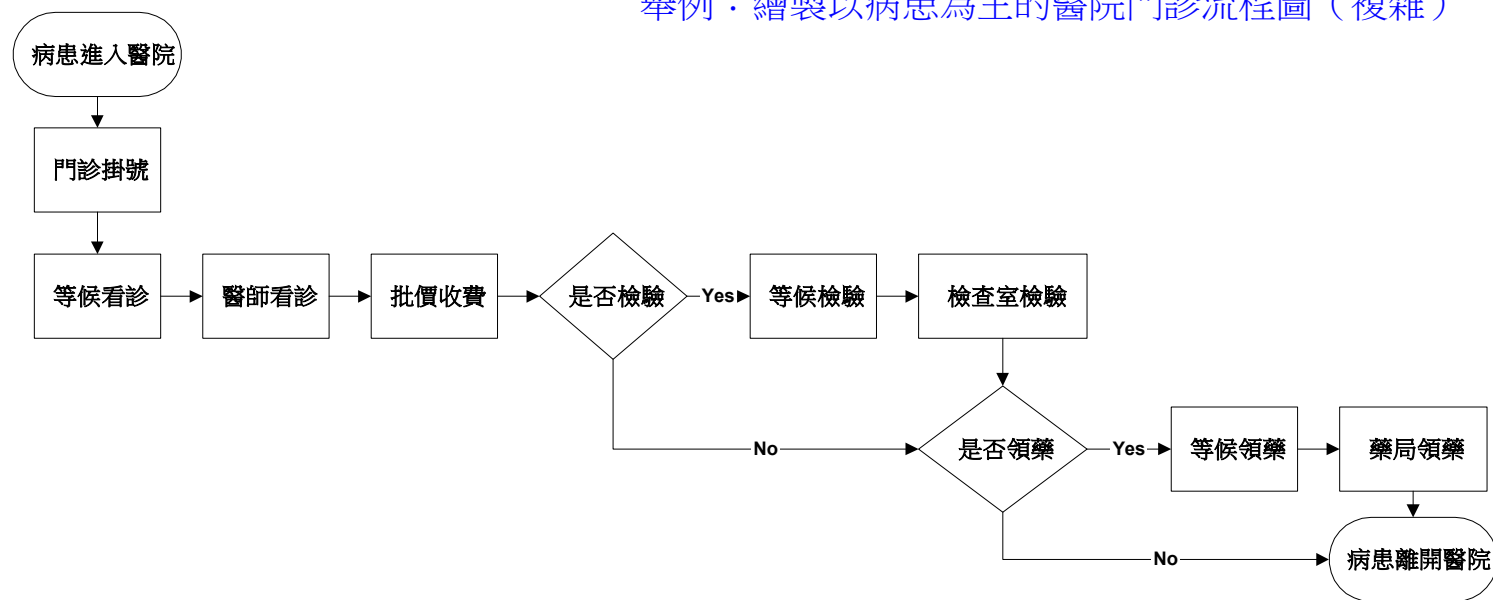 舉例：繪製以病患為主的醫院門診流程圖（複雜）
病患進入醫院
門診掛號
等候看診
醫師看診
批價收費
是否檢驗
Yes
等候檢驗
檢查室檢驗
No
是否領藥
Yes
等候領藥
藥局領藥
No
病患離開醫院